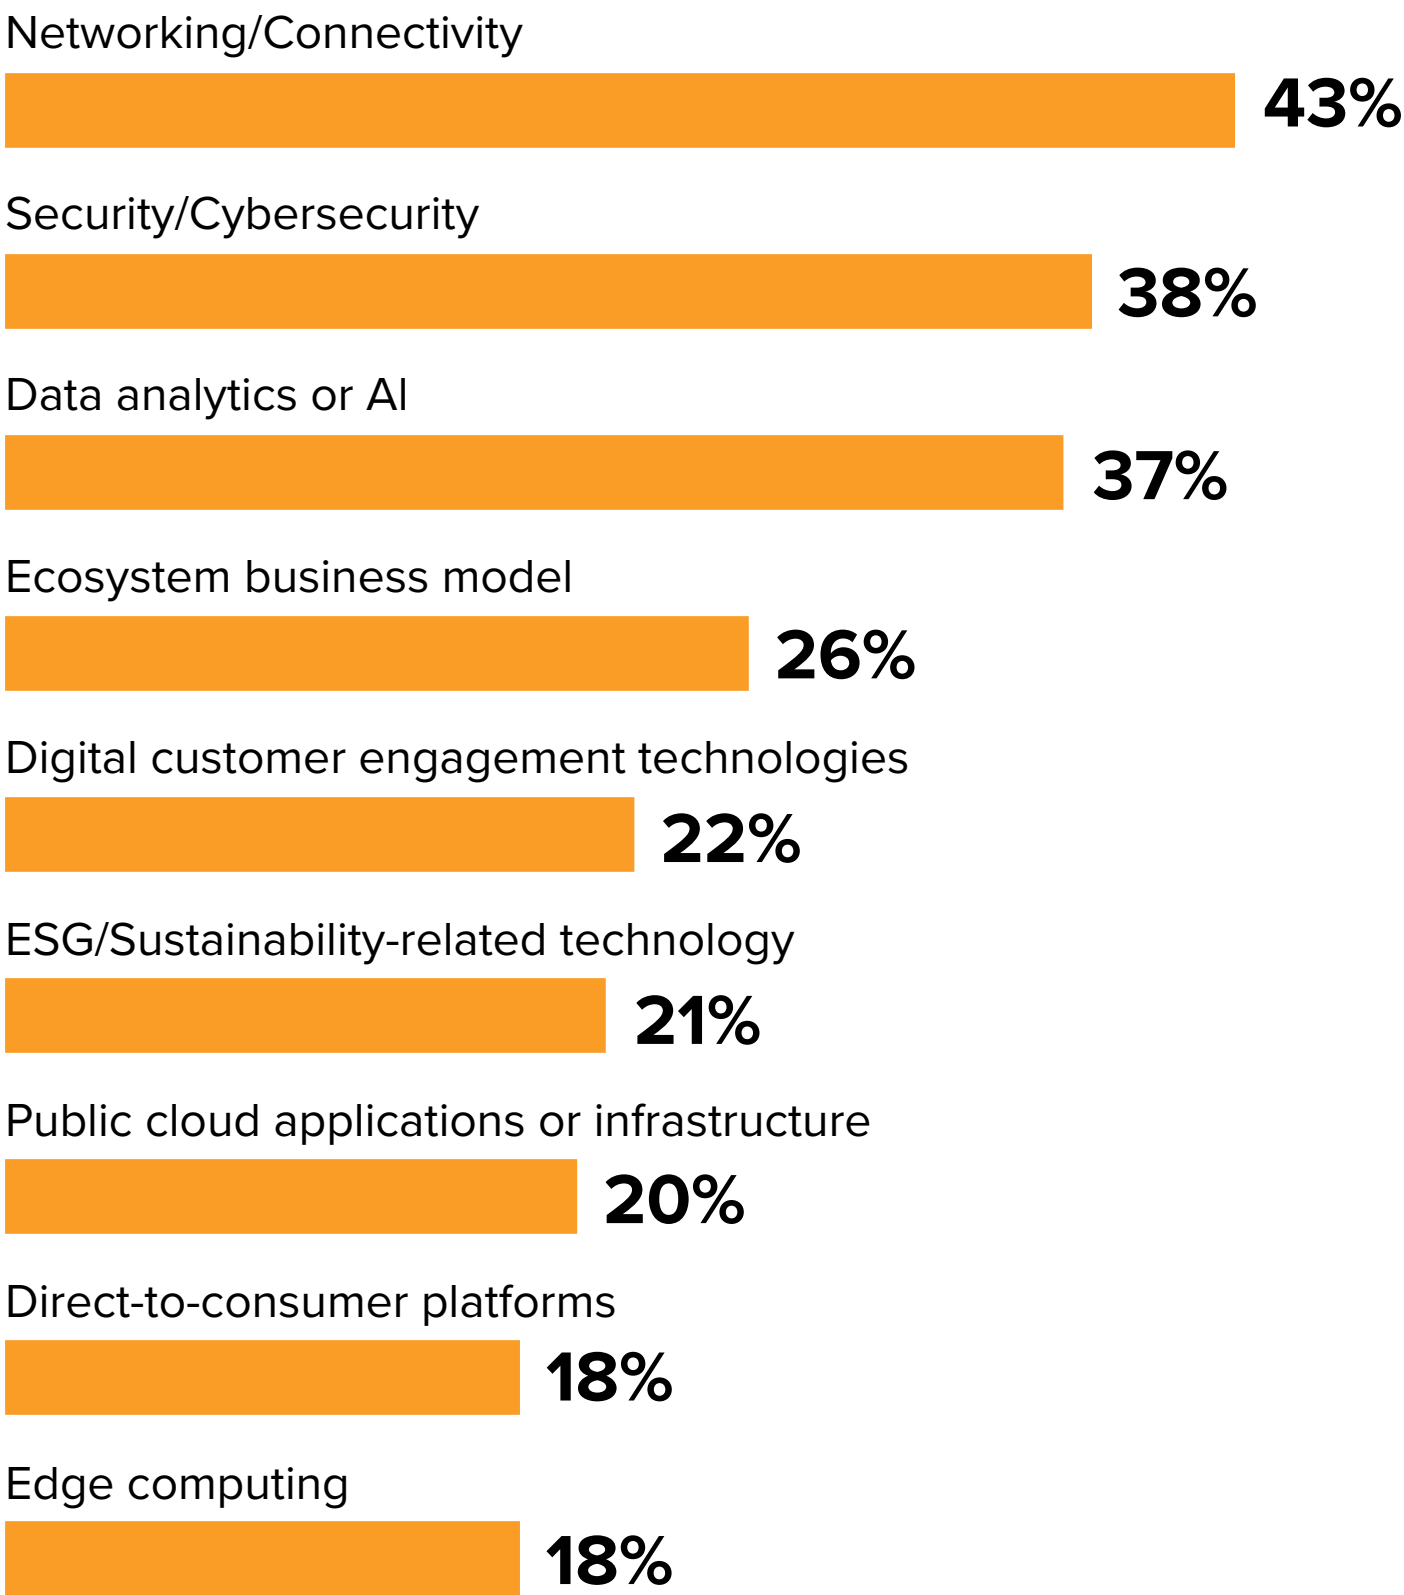 Networking/Connectivity
43%
Security/Cybersecurity
38%
Data analytics or AI
37%
Ecosystem business model
26%
Digital customer engagement technologies
22%
ESG/Sustainability-related technology
21%
Public cloud applications or infrastructure
20%
Direct-to-consumer platforms
18%
Edge computing
18%